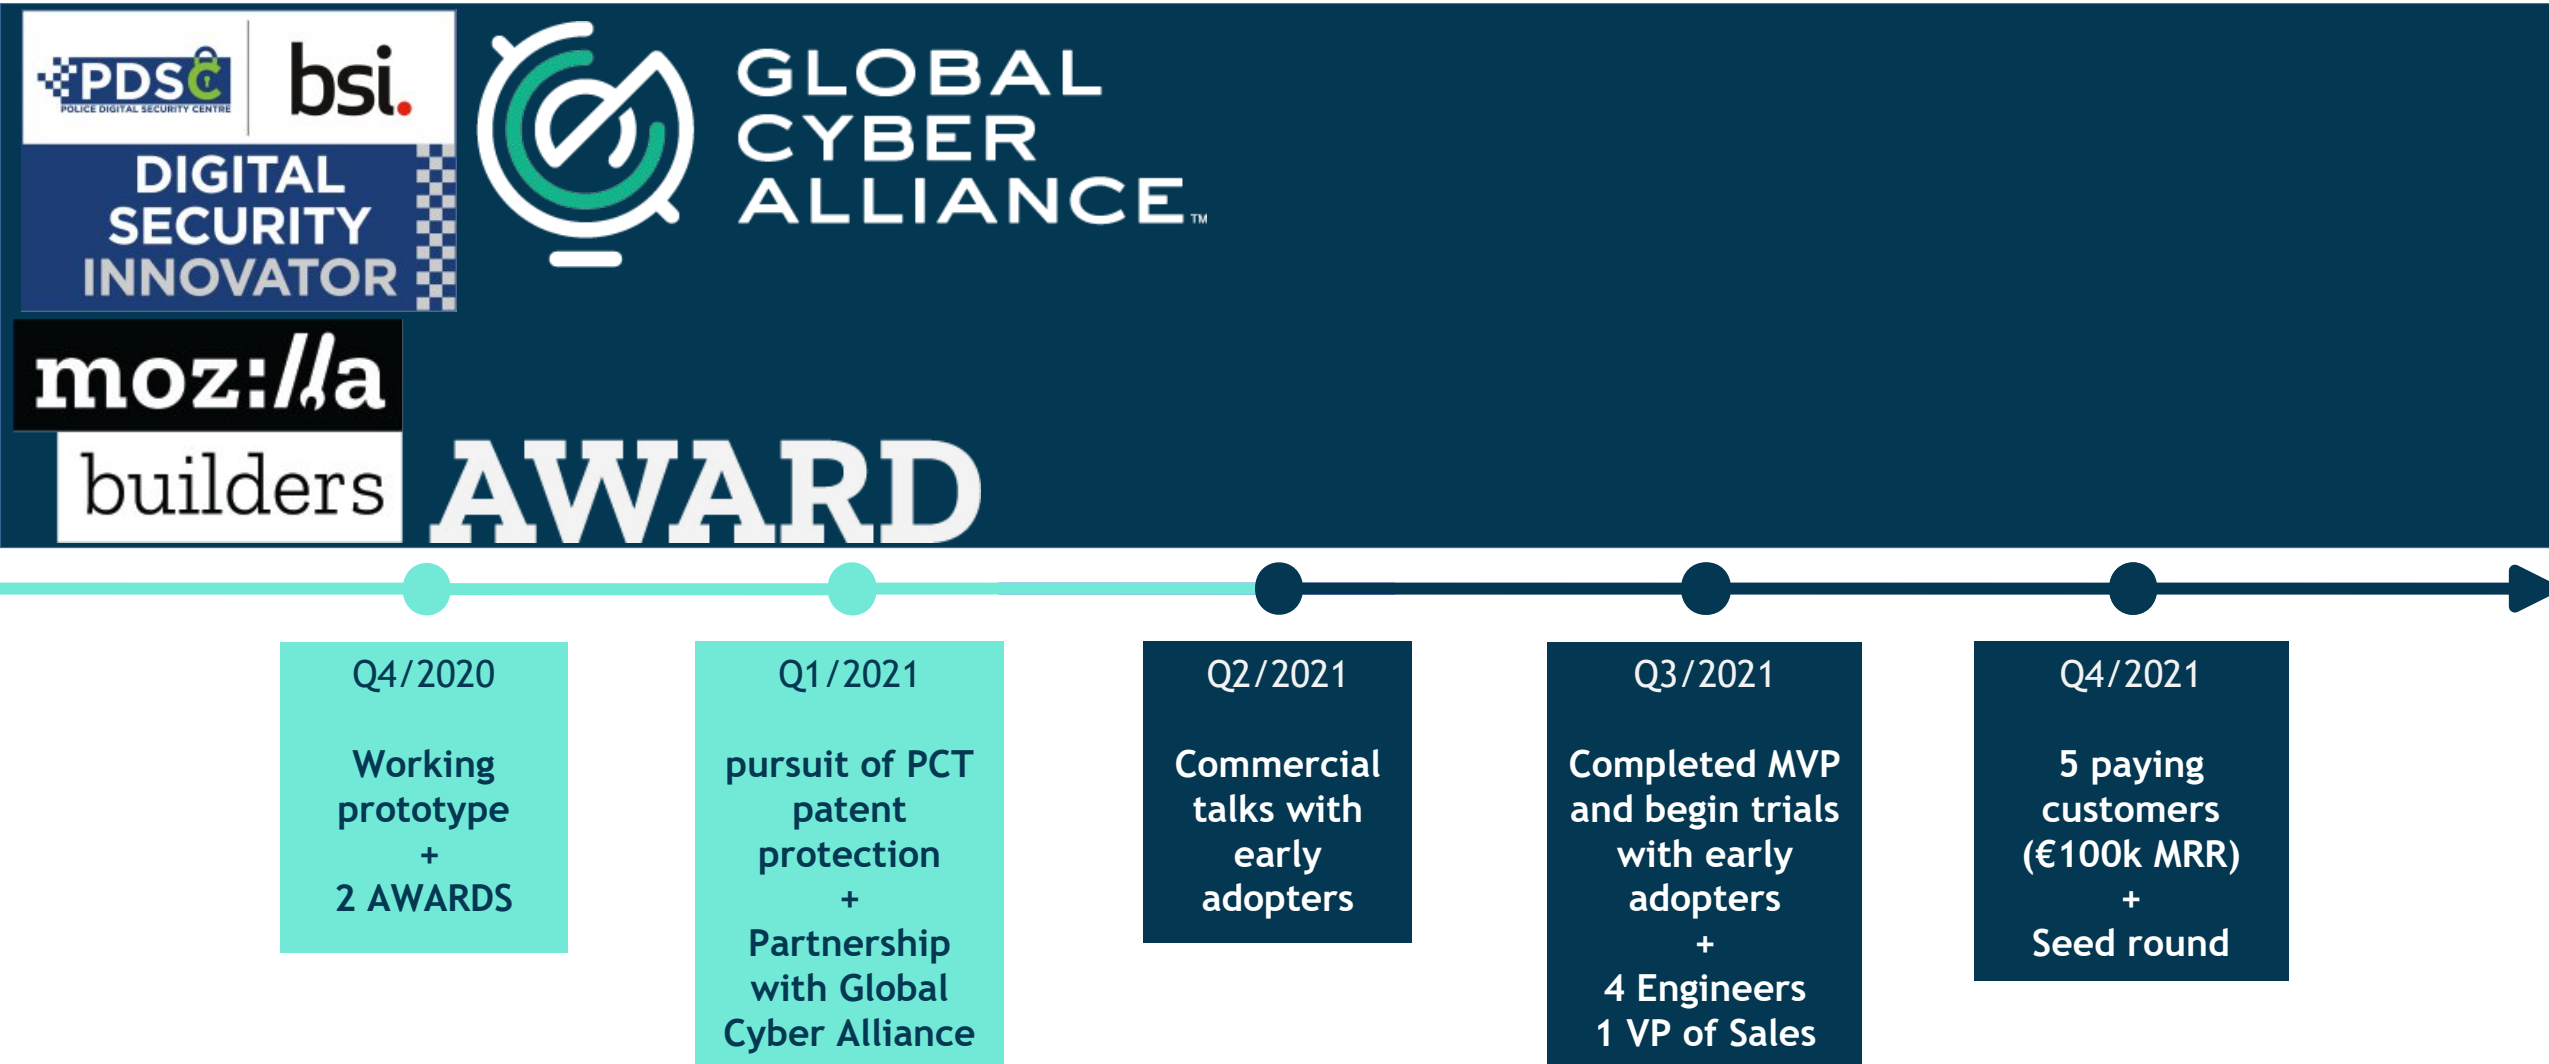 PDSC
POLICE DIGITAL SECURITY CENTRE
bsi.
DIGITAL
SECURITY
INNOVATOR
GLOBAL
CYBER
ALLIANCE™
moz://a
builders
AWARD
Q4/2020
Working
prototype
+
2 AWARDS
Q1/2021
pursuit of PCT
patent
protection
+
Partnership
with Global
Cyber Alliance
Q2/2021
Commercial
talks with
early
adopters
Q3/2021
Completed MVP
and begin trials
with early
adopters
+
4 Engineers
1 VP of Sales
Q4/2021
5 paying
customers
(€100k MRR)
+
Seed round